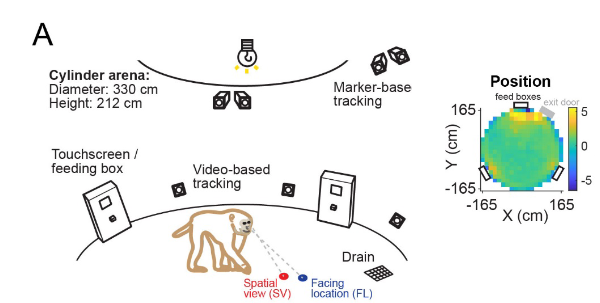 A
Cylinder arena:
Diameter: 330 cm
Height: 212 cm
Marker-base
tracking
Touchscreen /
feeding box
Video-based
tracking
Drain
Spatial
view (SV)
Facing
location (FL)
Position
feed boxes
exit door
165
-165
Y (cm)
-165
165
X (cm)
5
0
-5